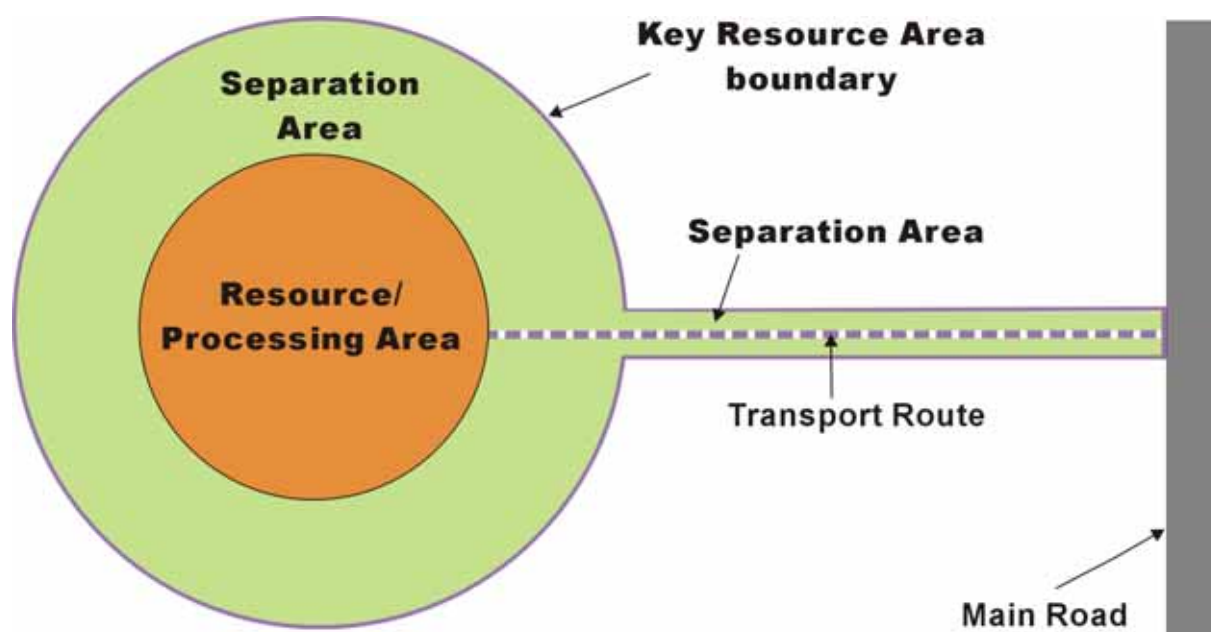 Key Resource Area
boundary
Separation
Area
Separation Area
Resource/
Processing Area
Transport Route
Main Road